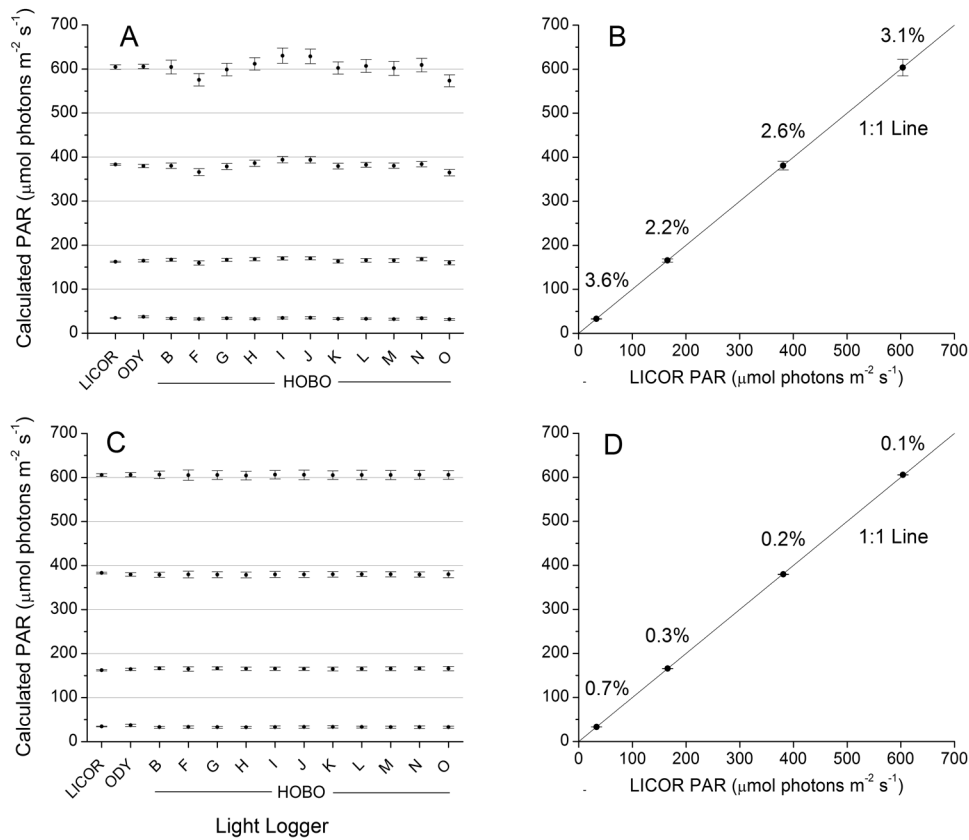 A
Calculated PAR (μmol photons m⁻² s⁻¹)
700
600
500
400
300
200
100
0
LICOR ODY B F G H I J K L M N O
HOBO
B
700
600
500
400
300
200
100
0
3.1%
2.6%
1:1 Line
2.2%
3.6%
0 100 200 300 400 500 600 700
LICOR PAR (μmol photons m⁻² s⁻¹)
C
Calculated PAR (μmol photons m⁻² s⁻¹)
700
600
500
400
300
200
100
0
LICOR ODY B F G H I J K L M N O
HOBO
Light Logger
D
700
600
500
400
300
200
100
0
0.1%
0.2%
1:1 Line
0.3%
0.7%
0 100 200 300 400 500 600 700
LICOR PAR (μmol photons m⁻² s⁻¹)